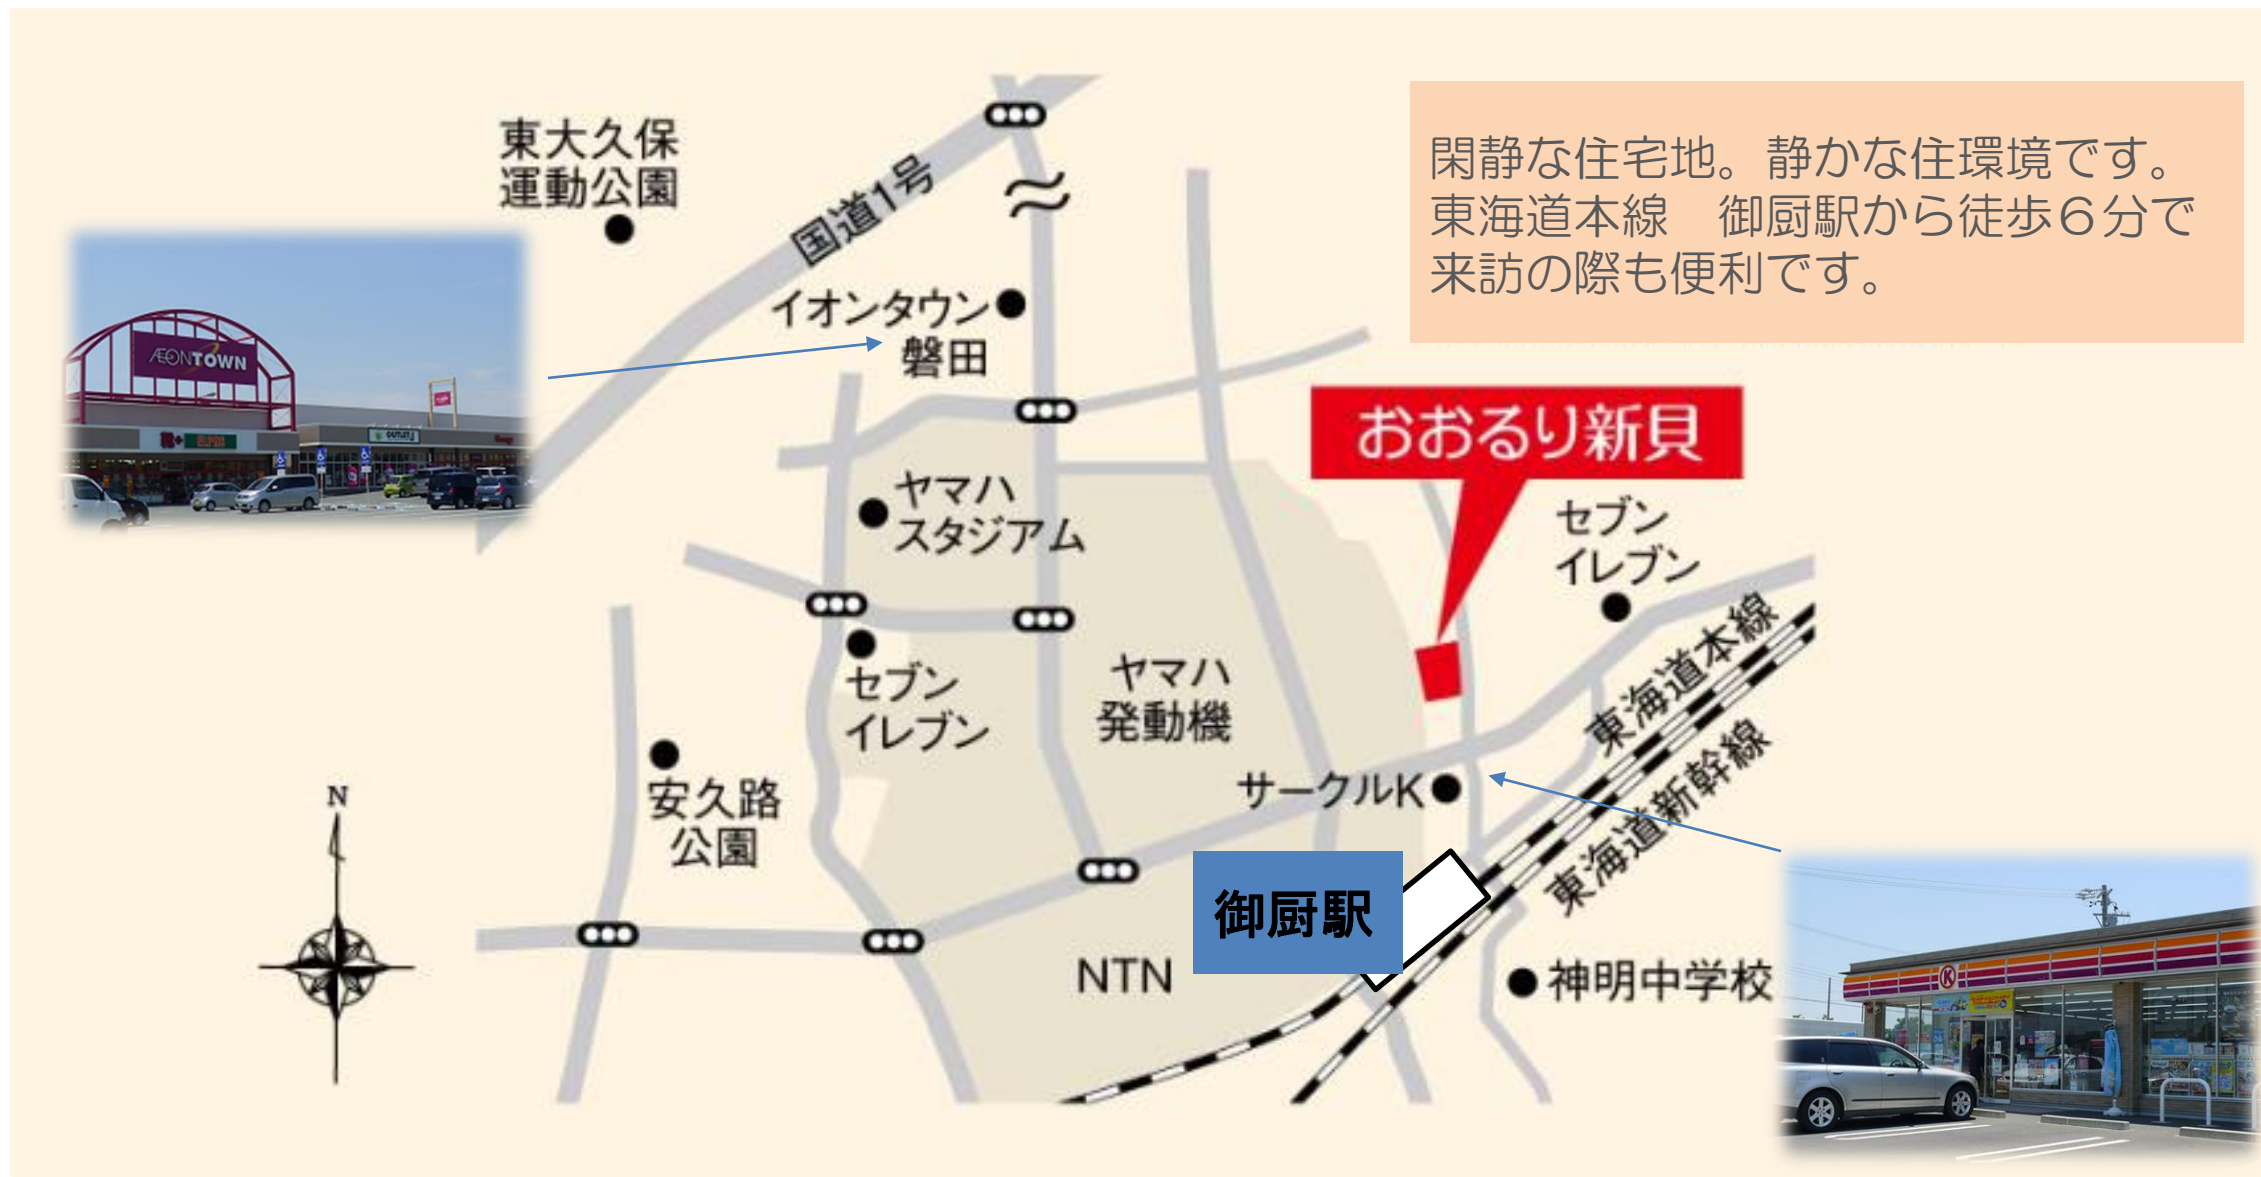 閑静な住宅地。静かな住環境です。
東海道本線　御厨駅から徒歩６分で
来訪の際も便利です。
東大久保
運動公園
国道1号
イオンタウン
磐田
ÆON TOWN
おおるり新貝
ヤマハ
スタジアム
セブン
イレブン
セブン
イレブン
ヤマハ
発動機
東海道本線
東海道新幹線
サークルK
安久路
公園
N
御厨駅
NTN
神明中学校
K